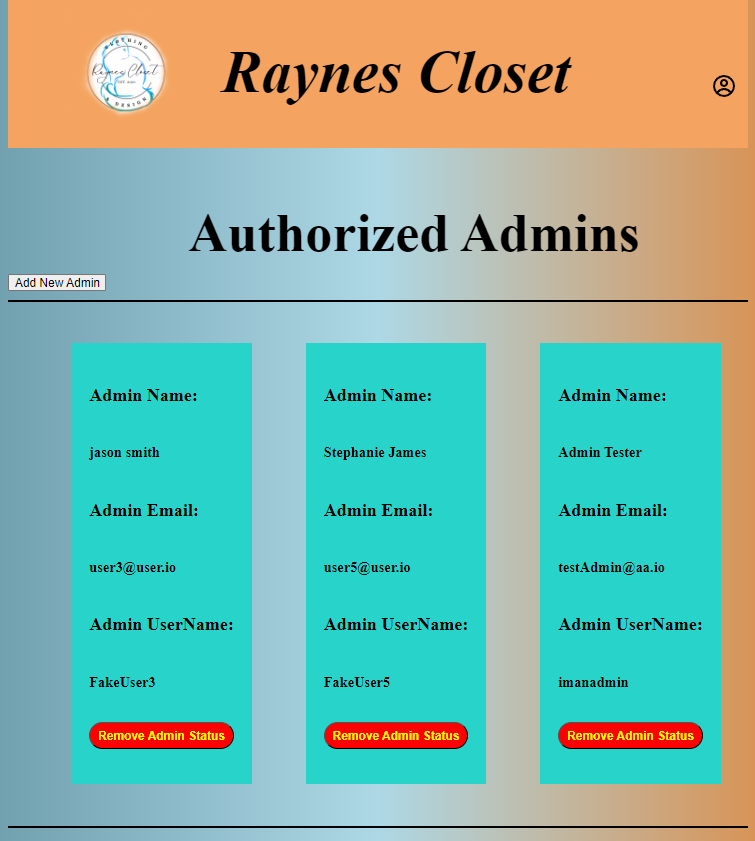 CLOTHING
Raynes Closet
& DESIGN
Raynes Closet
Authorized Admins
Add New Admin
Admin Name:
jason smith
Admin Email:
user3@user.io
Admin UserName:
FakeUser3
Remove Admin Status
Admin Name:
Stephanie James
Admin Email:
user5@user.io
Admin UserName:
FakeUser5
Remove Admin Status
Admin Name:
Admin Tester
Admin Email:
testAdmin@aa.io
Admin UserName:
imanadmin
Remove Admin Status